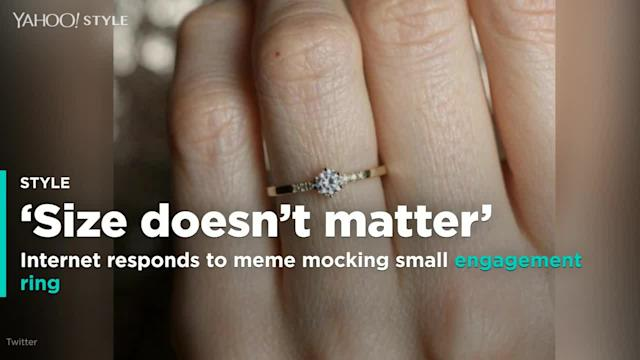 YAHOO! STYLE
STYLE
‘Size doesn’t matter’
Internet responds to meme mocking small engagement
ring
Twitter